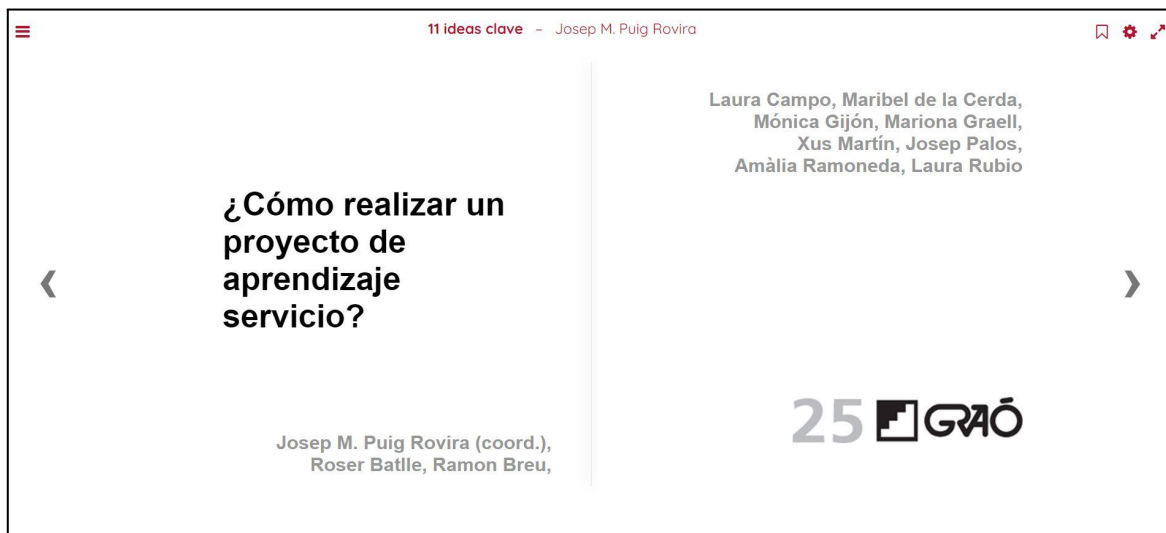 11 ideas clave – Josep M. Puig Rovira
¿Cómo realizar un
proyecto de
aprendizaje
servicio?
Josep M. Puig Rovira (coord.),
Roser Batlle, Ramon Breu,
Laura Campo, Maribel de la Cerda,
Mónica Gijón, Mariona Graell,
Xus Martín, Josep Palos,
Amàlia Ramoneda, Laura Rubio
25 GRAÓ